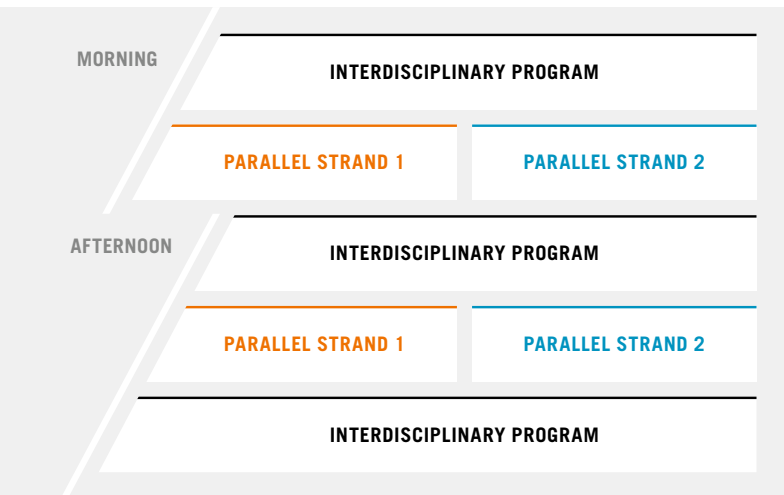 MORNING
INTERDISCIPLINARY PROGRAM
PARALLEL STRAND 1
PARALLEL STRAND 2
AFTERNOON
INTERDISCIPLINARY PROGRAM
PARALLEL STRAND 1
PARALLEL STRAND 2
INTERDISCIPLINARY PROGRAM